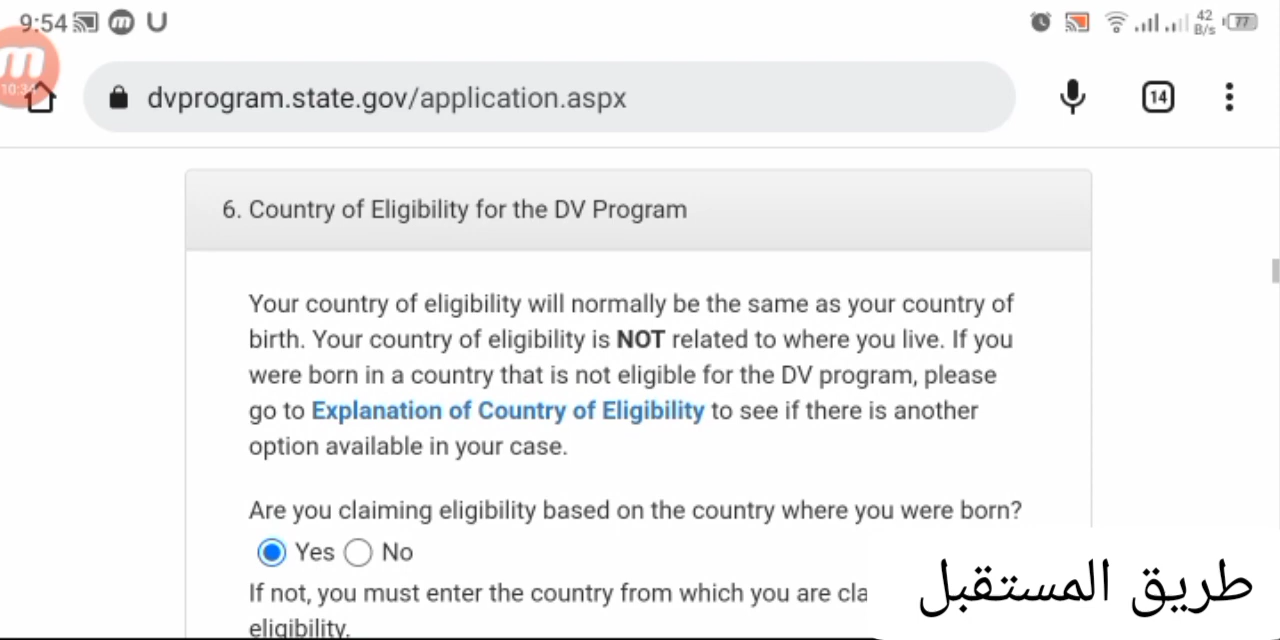 9:54
U
42
B/s
77
m
10:34
dvprogram.state.gov/application.aspx
14
6. Country of Eligibility for the DV Program
Your country of eligibility will normally be the same as your country of
birth. Your country of eligibility is NOT related to where you live. If you
were born in a country that is not eligible for the DV program, please
go to Explanation of Country of Eligibility to see if there is another
option available in your case.
Are you claiming eligibility based on the country where you were born?
Yes No
If not, you must enter the country from which you are cla
eligibility.
طريق المستقبل